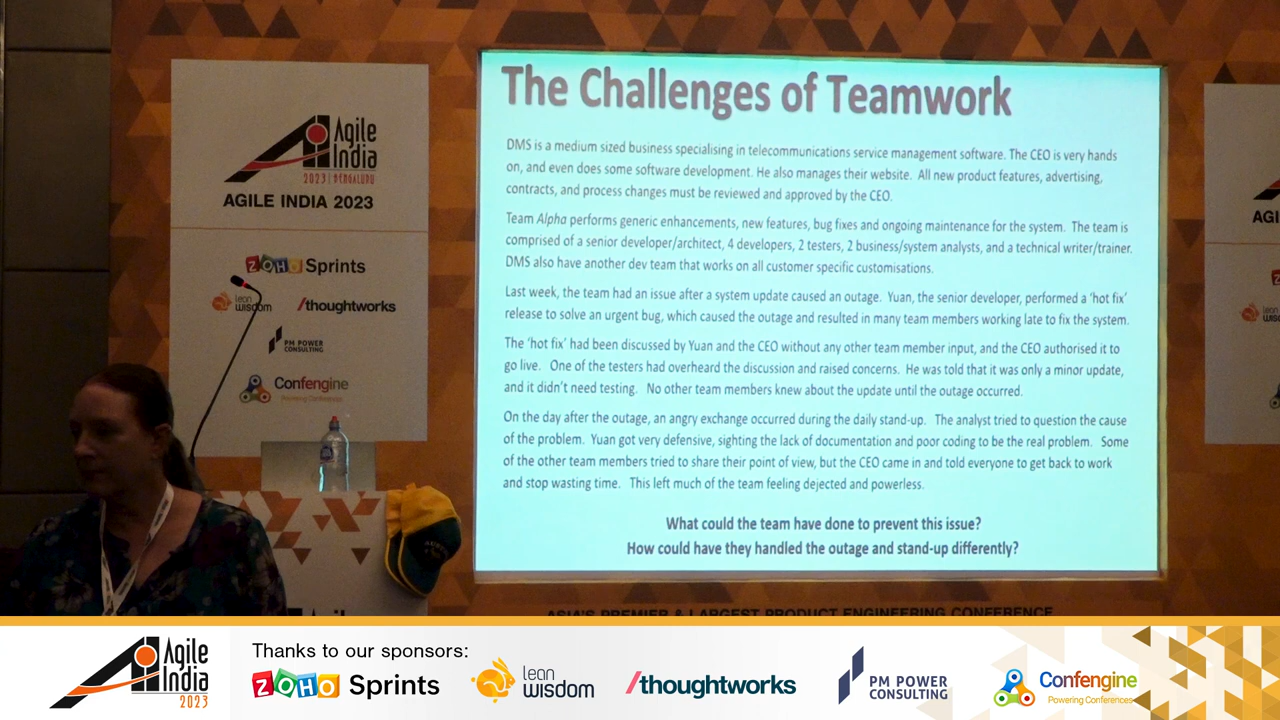 The Challenges of Teamwork
DMS is a medium sized business specialising in telecommunications service management software. The CEO is very hands
on, and even does some software development. He also manages their website. All new product features, advertising,
contracts, and process changes must be reviewed and approved by the CEO.
Team Alpha performs generic enhancements, new features, bug fixes and ongoing maintenance for the system. The team is
comprised of a senior developer/architect, 4 developers, 2 testers, 2 business/system analysts, and a technical writer/trainer.
DMS also have another dev team that works on all customer specific customisations.
Last week, the team had an issue after a system update caused an outage. Yuan, the senior developer, performed a 'hot fix'
release to solve an urgent bug, which caused the outage and resulted in many team members working late to fix the system.
The 'hot fix' had been discussed by Yuan and the CEO without any other team member input, and the CEO authorised it to
go live. One of the testers had overheard the discussion and raised concerns. He was told that it was only a minor update,
and it didn't need testing. No other team members knew about the update until the outage occurred.
On the day after the outage, an angry exchange occurred during the daily stand-up. The analyst tried to question the cause
of the problem. Yuan got very defensive, sighting the lack of documentation and poor coding to be the real problem. Some
of the other team members tried to share their point of view, but the CEO came in and told everyone to get back to work
and stop wasting time. This left much of the team feeling dejected and powerless.
What could the team have done to prevent this issue?
How could have they handled the outage and stand-up differently?
Agile
India
2023 | BENGALURU
AGILE INDIA 2023
ZOHO Sprints
lean
wisdom
/thoughtworks
PM POWER
CONSULTING
Confengine
Powering Conferences
AGI
ASIA'S PREMIER & LARGEST PRODUCT ENGINEERING CONFERENCE
Agile
India
2023
Thanks to our sponsors:
ZOHO Sprints
lean
wisdom
/thoughtworks
PM POWER
CONSULTING
Confengine
Powering Conferences